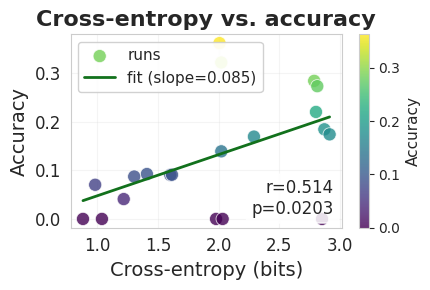 Cross-entropy vs. accuracy
runs
fit (slope=0.085)
Accuracy
0.3
0.2
0.1
0.0
r=0.514
p=0.0203
1.0
1.5
2.0
2.5
3.0
Cross-entropy (bits)
0.3
0.2
0.1
0.0
Accuracy